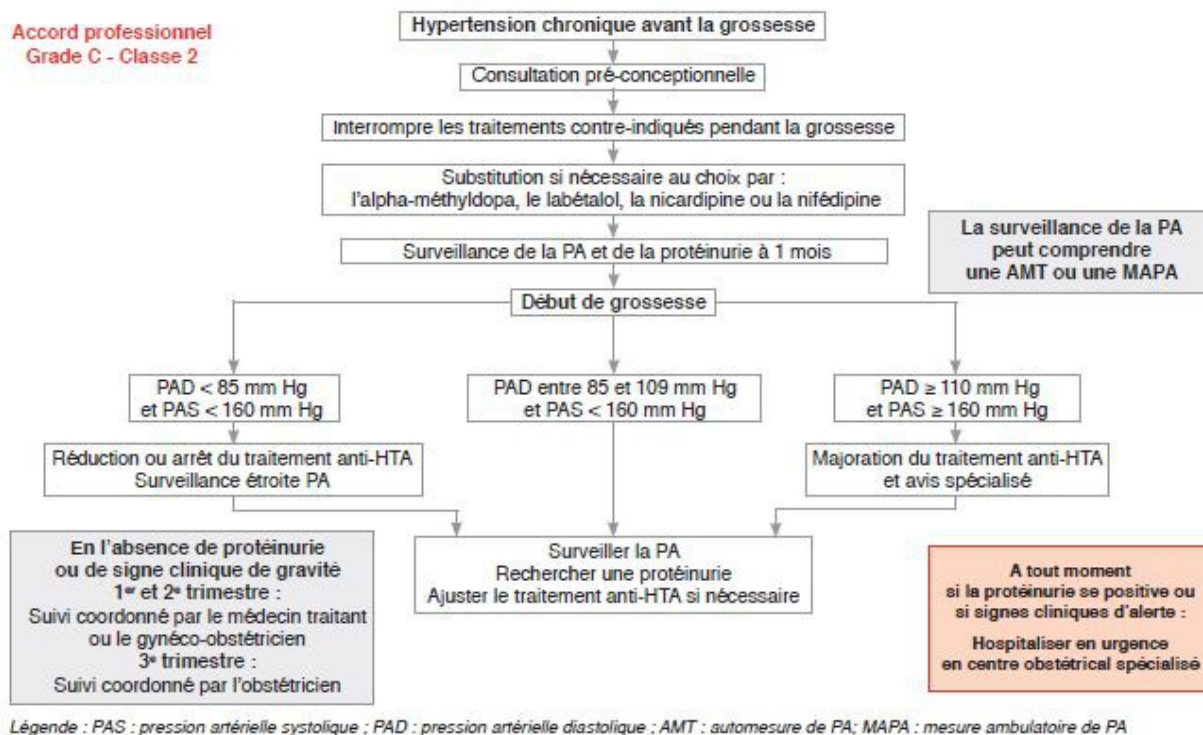 Accord professionnel
Grade C - Classe 2
Hypertension chronique avant la grossesse
Consultation pré-conceptionnelle
Interrompre les traitements contre-indiqués pendant la grossesse
Substitution si nécessaire au choix par :
l'alpha-méthyldopa, le labétalol, la nicardipine ou la nifédipine
Surveillance de la PA et de la protéinurie à 1 mois
La surveillance de la PA
peut comprendre
une AMT ou une MAPA
Début de grossesse
PAD < 85 mm Hg
et PAS < 160 mm Hg
PAD entre 85 et 109 mm Hg
et PAS < 160 mm Hg
PAD ≥ 110 mm Hg
et PAS ≥ 160 mm Hg
Réduction ou arrêt du traitement anti-HTA
Surveillance étroite PA
Majoration du traitement anti-HTA
et avis spécialisé
Surveiller la PA
Rechercher une protéinurie
Ajuster le traitement anti-HTA si nécessaire
En l'absence de protéinurie
ou de signe clinique de gravité
1er et 2e trimestre :
Suivi coordonné par le médecin traitant
ou le gynéco-obstétricien
3e trimestre :
Suivi coordonné par l'obstétricien
A tout moment
si la protéinurie se positive ou
si signes cliniques d'alerte :
Hospitaliser en urgence
en centre obstétrical spécialisé
Légende : PAS : pression artérielle systolique ; PAD : pression artérielle diastolique ; AMT : automesure de PA; MAPA : mesure ambulatoire de PA